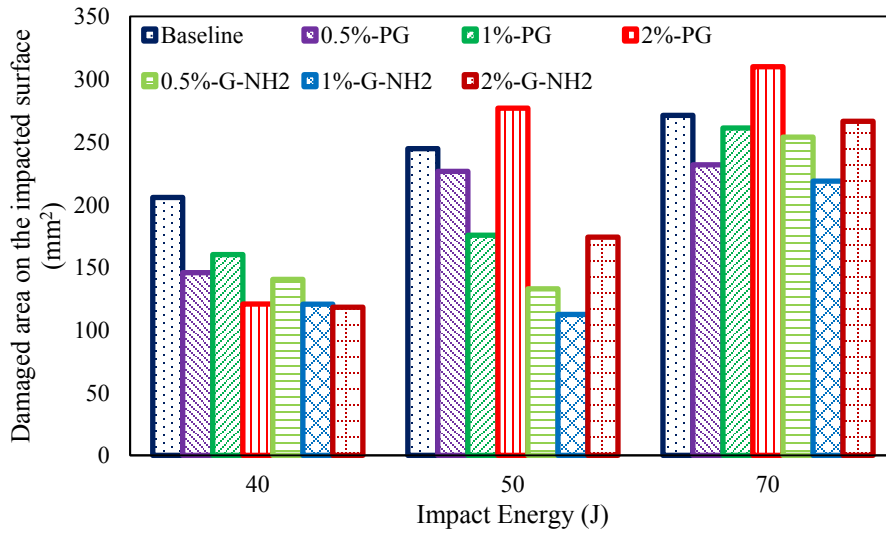 350
300
250
200
150
100
50
0
Damaged area on the impacted surface
(mm²)
Baseline 0.5%-PG 1%-PG 2%-PG
0.5%-G-NH2 1%-G-NH2 2%-G-NH2
40 50 70
Impact Energy (J)